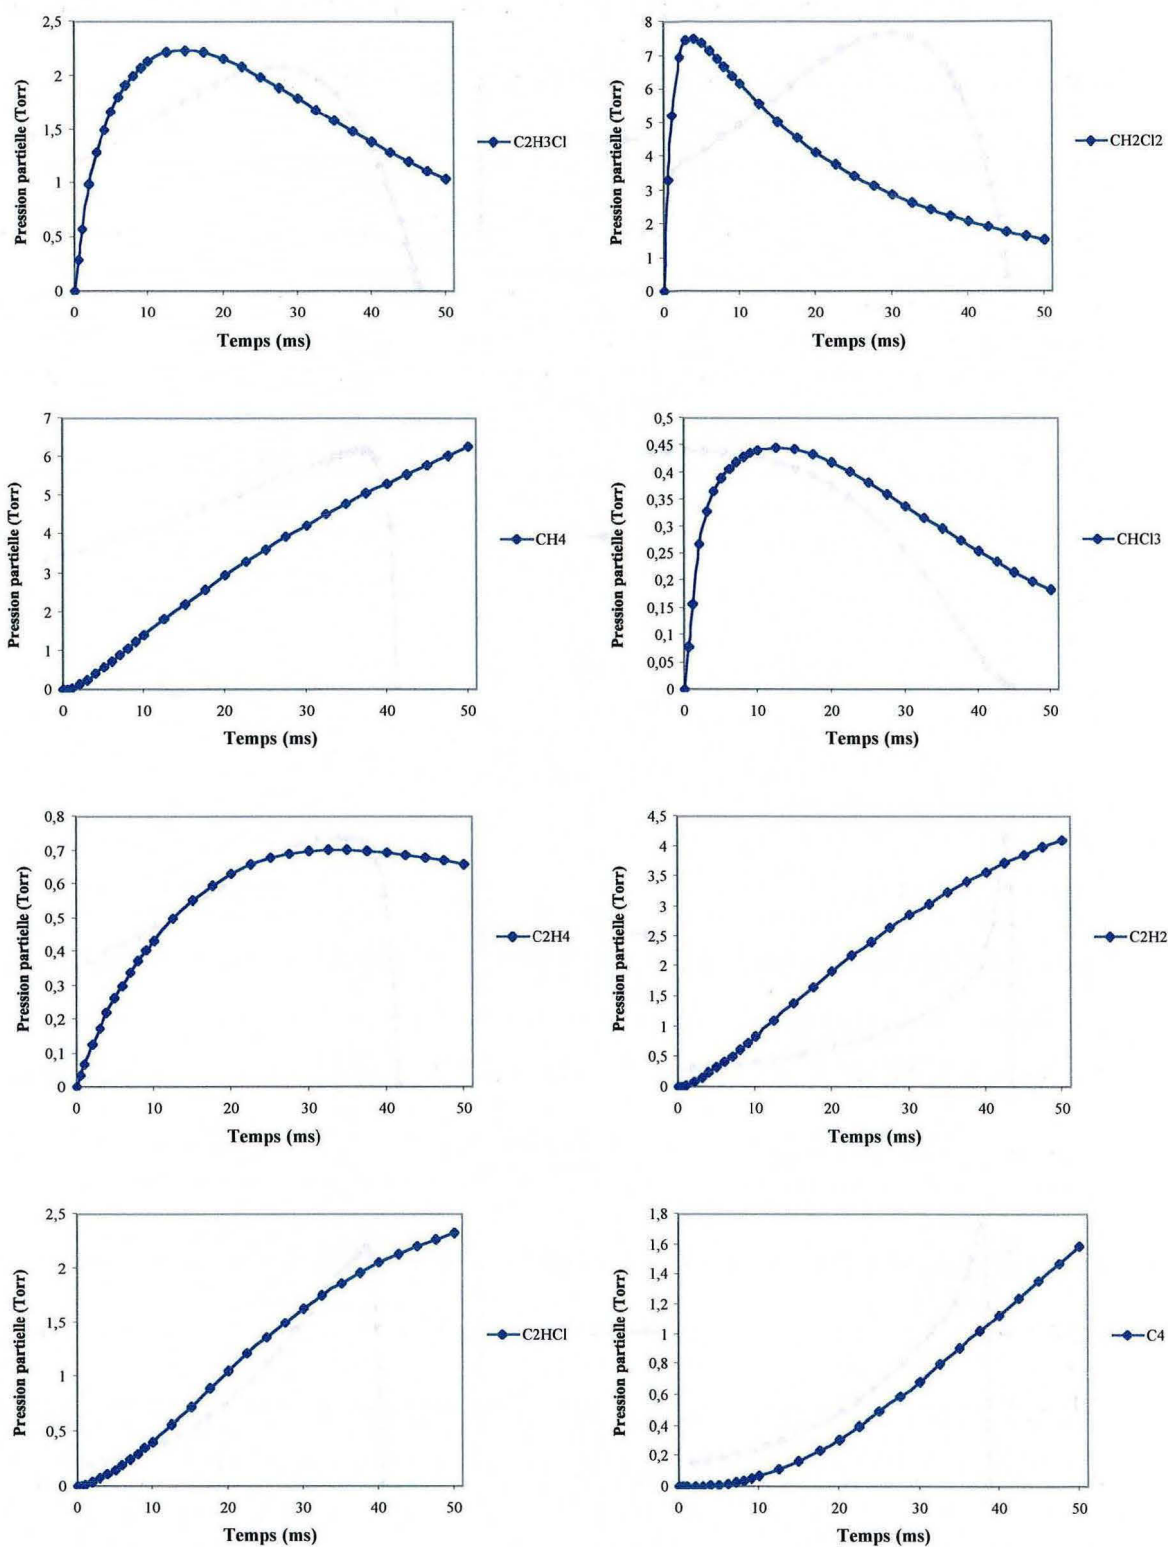 2,5
2
1,5
1
0,5
0
Pression partielle (Torr)
0 10 20 30 40 50
Temps (ms)
C2H3Cl
8
7
6
5
4
3
2
1
0
Pression partielle (Torr)
0 10 20 30 40 50
Temps (ms)
CH2Cl2
7
6
5
4
3
2
1
0
Pression partielle (Torr)
0 10 20 30 40 50
Temps (ms)
CH4
0,5
0,45
0,4
0,35
0,3
0,25
0,2
0,15
0,1
0,05
0
Pression partielle (Torr)
0 10 20 30 40 50
Temps (ms)
CHCl3
0,8
0,7
0,6
0,5
0,4
0,3
0,2
0,1
0
Pression partielle (Torr)
0 10 20 30 40 50
Temps (ms)
C2H4
4,5
4
3,5
3
2,5
2
1,5
1
0,5
0
Pression partielle (Torr)
0 10 20 30 40 50
Temps (ms)
C2H2
2,5
2
1,5
1
0,5
0
Pression partielle (Torr)
0 10 20 30 40 50
Temps (ms)
C2HCl
1,8
1,6
1,4
1,2
1
0,8
0,6
0,4
0,2
0
Pression partielle (Torr)
0 10 20 30 40 50
Temps (ms)
C4